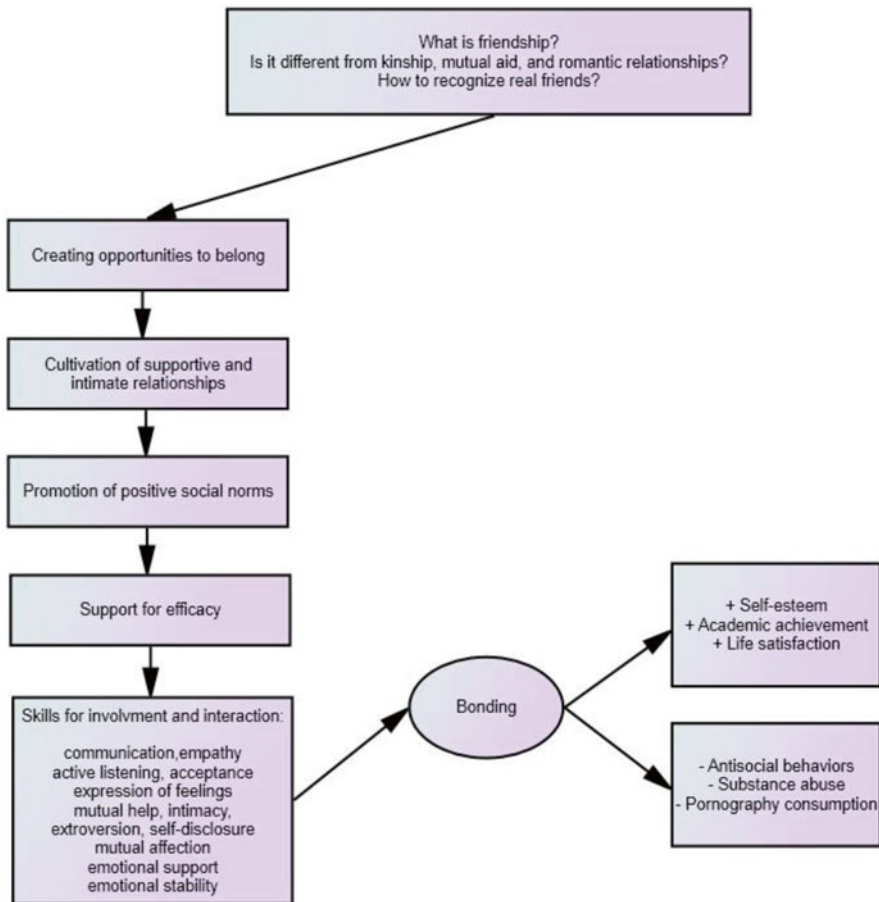 What is friendship?
Is it different from kinship, mutual aid, and romantic relationships?
How to recognize real friends?
Creating opportunities to belong
Cultivation of supportive and
intimate relationships
Promotion of positive social norms
Support for efficacy
Skills for involvment and interaction:
communication,empathy
active listening, acceptance
expression of feelings
mutual help, intimacy,
extroversion, self-disclosure
mutual affection
emotional support
emotional stability
Bonding
+ Self-esteem
+ Academic achievement
+ Life satisfaction
- Antisocial behaviors
- Substance abuse
- Pornography consumption